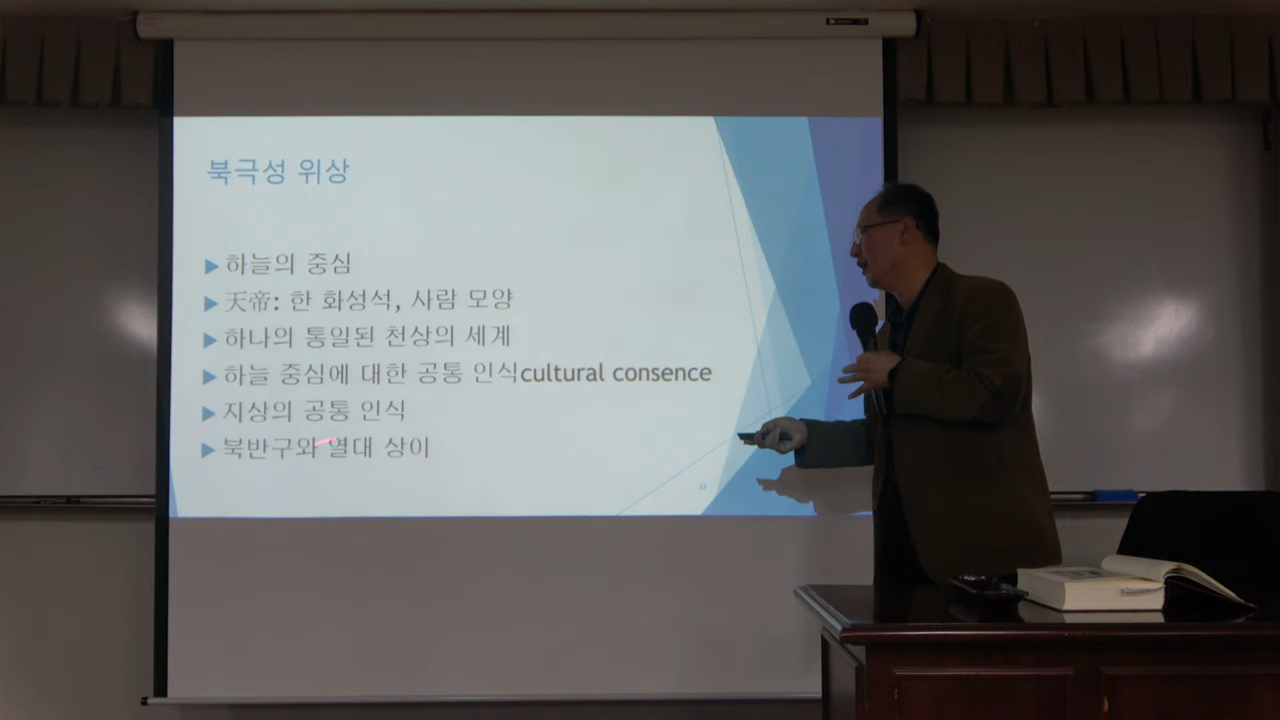 북극성 위상
하늘의 중심
天帝: 한 화성석, 사람 모양
하나의 통일된 천상의 세계
하늘 중심에 대한 공통 인식cultural consence
지상의 공통 인식
북반구와 열대 상이